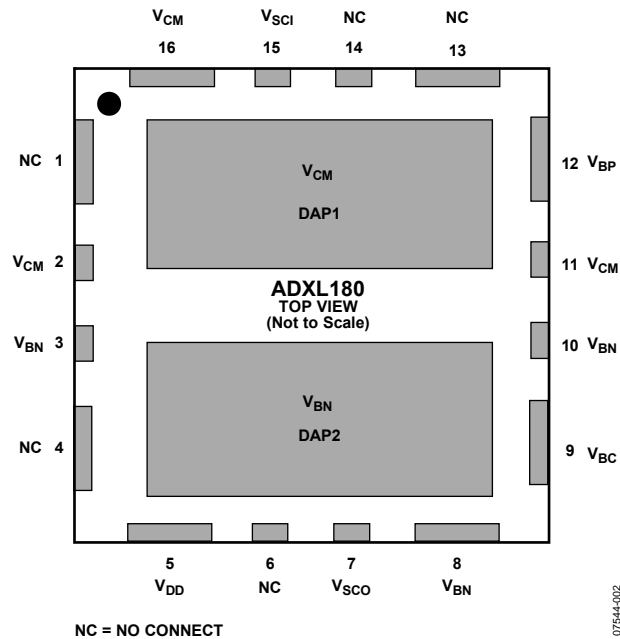 VCM VSCI NC NC
16 15 14 13
NC 1
VCM 2
VBN 3
NC 4
VCM
DAP1
ADXL180
TOP VIEW
(Not to Scale)
VBN
DAP2
12 VBP
11 VCM
10 VBN
9 VBC
5 6 7 8
VDD NC VSCO VBN
NC = NO CONNECT
07544-002